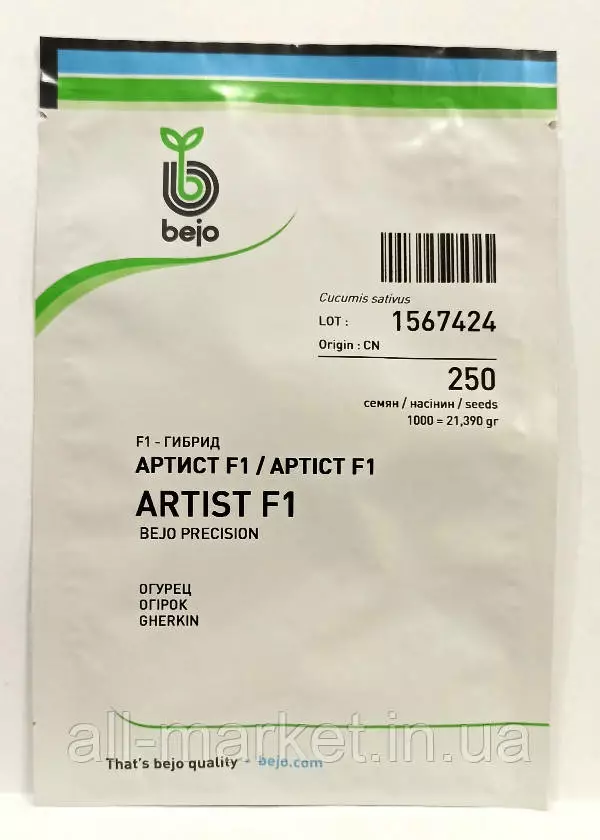 bejo
Cucumis sativus
LOT : 1567424
Origin : CN
250
семян / насінин / seeds
1000 = 21,390 gr
F1 - ГИБРИД
АРТИСТ F1 / АРТІСТ F1
ARTIST F1
BEJO PRECISION
ОГУРЕЦ
ОГІРОК
GHERKIN
all-market.in.ua
That's bejo quality - bejo.com